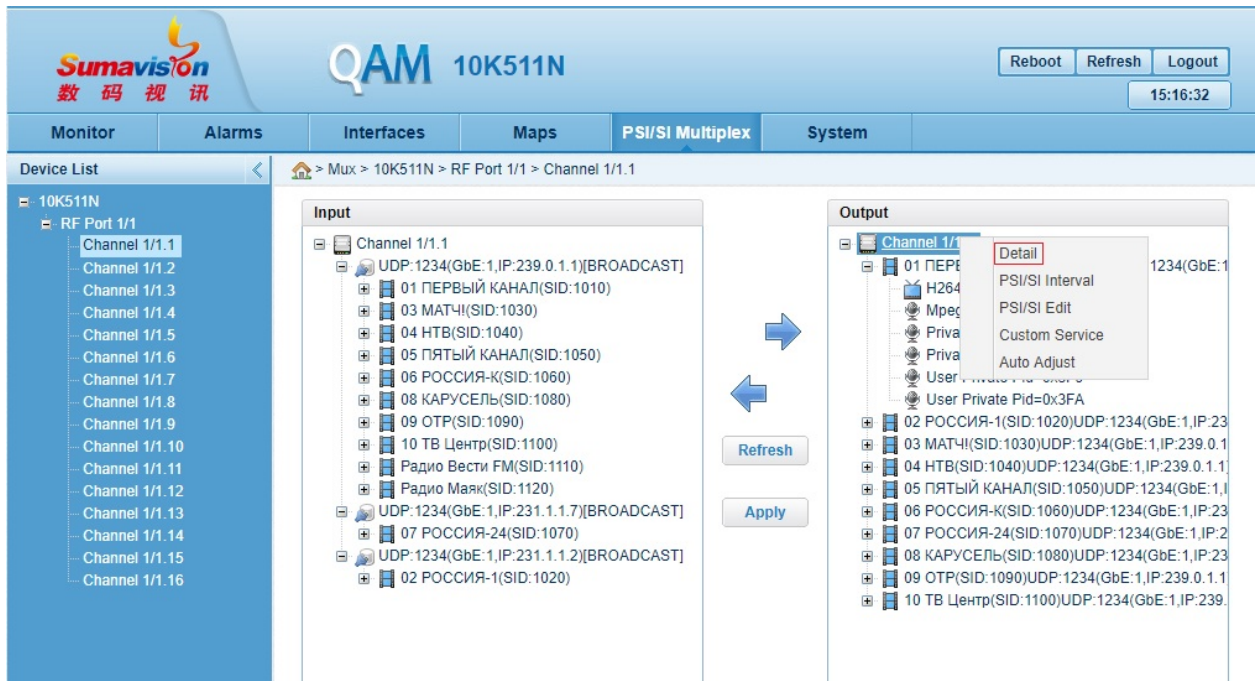 Sumavision
数码视讯
QAM 10K511N
Reboot Refresh Logout
15:16:32
Monitor Alarms Interfaces Maps PSI/SI Multiplex System
Device List
> Mux > 10K511N > RF Port 1/1 > Channel 1/1.1
10K511N
RF Port 1/1
Channel 1/1.1
Channel 1/1.2
Channel 1/1.3
Channel 1/1.4
Channel 1/1.5
Channel 1/1.6
Channel 1/1.7
Channel 1/1.8
Channel 1/1.9
Channel 1/1.10
Channel 1/1.11
Channel 1/1.12
Channel 1/1.13
Channel 1/1.14
Channel 1/1.15
Channel 1/1.16
Input
Channel 1/1.1
UDP:1234(GbE:1,IP:239.0.1.1)[BROADCAST]
01 ПЕРВЫЙ КАНАЛ(SID:1010)
03 МАТЧ!(SID:1030)
04 НТВ(SID:1040)
05 ПЯТЫЙ КАНАЛ(SID:1050)
06 РОССИЯ-К(SID:1060)
08 КАРУСЕЛЬ(SID:1080)
09 ОТР(SID:1090)
10 ТВ Центр(SID:1100)
Радио Вести FM(SID:1110)
Радио Маяк(SID:1120)
UDP:1234(GbE:1,IP:231.1.1.7)[BROADCAST]
07 РОССИЯ-24(SID:1070)
UDP:1234(GbE:1,IP:231.1.1.2)[BROADCAST]
02 РОССИЯ-1(SID:1020)
Refresh
Apply
Output
Channel 1/1
01 ПЕРЕ 1234(GbE:1
H264
Mpeg
Priva
Priva
User
User Private Pid=0x3FA
Detail
PSI/SI Interval
PSI/SI Edit
Custom Service
Auto Adjust
02 РОССИЯ-1(SID:1020)UDP:1234(GbE:1,IP:23
03 МАТЧ!(SID:1030)UDP:1234(GbE:1,IP:239.0.1
04 НТВ(SID:1040)UDP:1234(GbE:1,IP:239.0.1.1
05 ПЯТЫЙ КАНАЛ(SID:1050)UDP:1234(GbE:1,I
06 РОССИЯ-К(SID:1060)UDP:1234(GbE:1,IP:23
07 РОССИЯ-24(SID:1070)UDP:1234(GbE:1,IP:2
08 КАРУСЕЛЬ(SID:1080)UDP:1234(GbE:1,IP:23
09 ОТР(SID:1090)UDP:1234(GbE:1,IP:239.0.1.1
10 ТВ Центр(SID:1100)UDP:1234(GbE:1,IP:239.